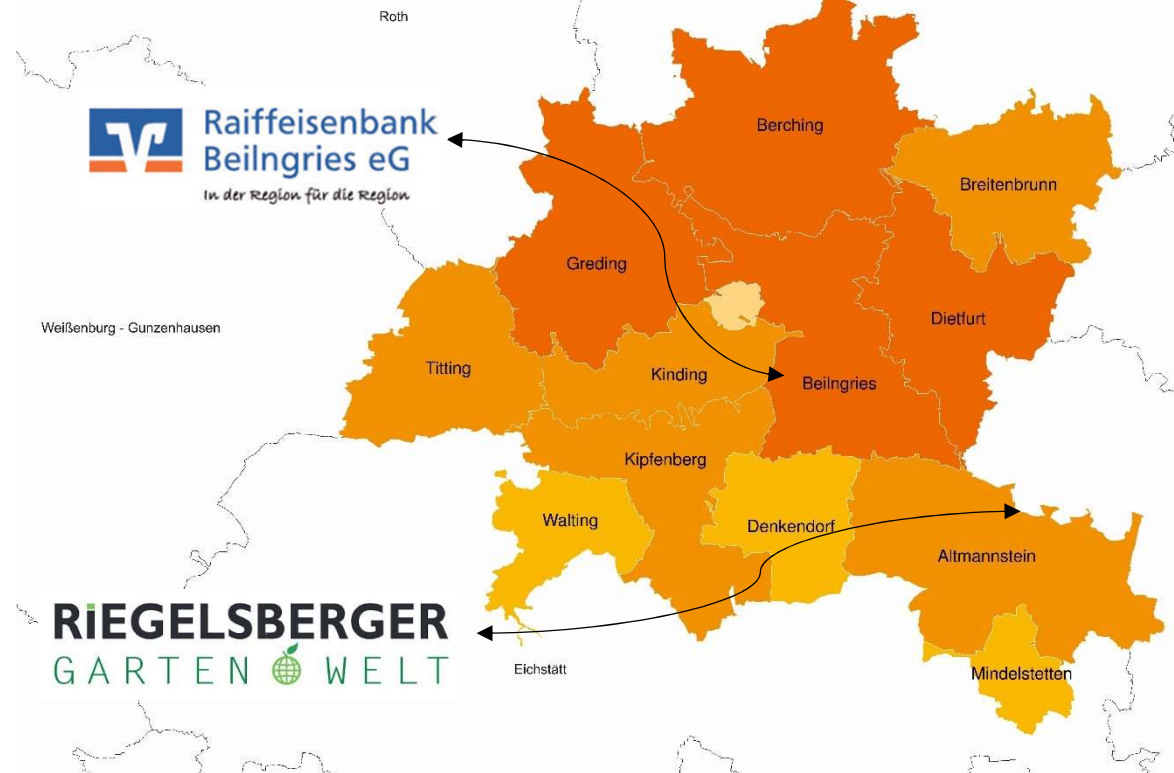 Roth
Raiffeisenbank
Beilngries eG
In der Region für die Region
Berching
Breitenbrunn
Greding
Dietfurt
Weißenburg - Gunzenhausen
Titting
Kinding
Beilngries
Kipfenberg
Walting
Denkendorf
Altmannstein
RiEGELSBERGER
GARTEN WELT
Eichstätt
Mindelstetten